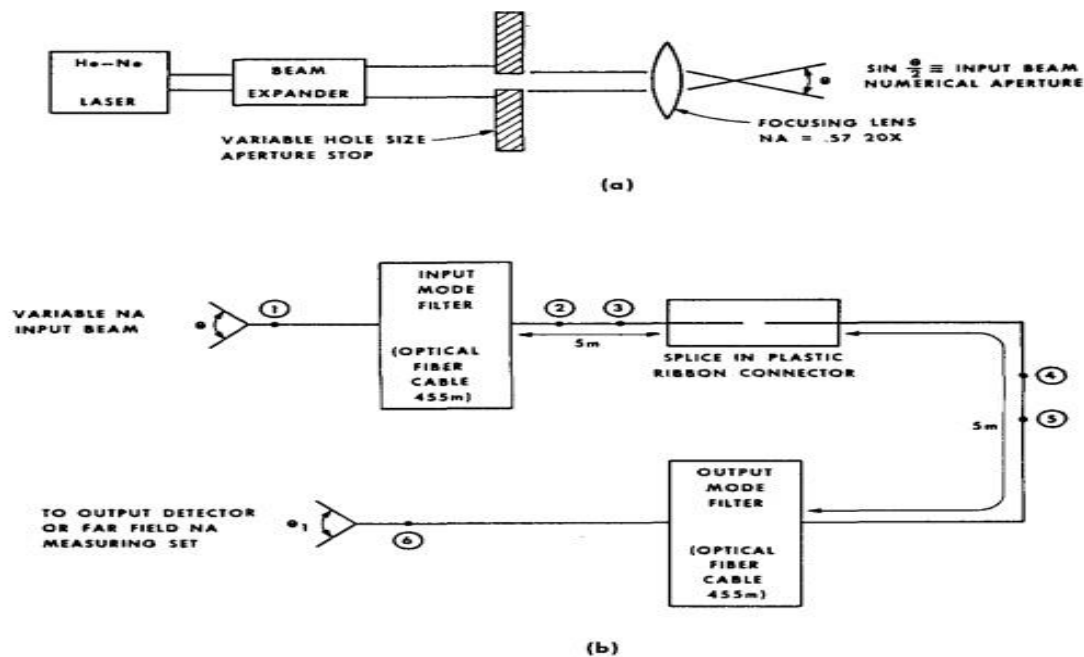 He–Ne
LASER
BEAM
EXPANDER
VARIABLE HOLE SIZE
APERTURE STOP
θ
SIN θ/2 ≡ INPUT BEAM
NUMERICAL APERTURE
FOCUSING LENS
NA = .57 20X
(a)
VARIABLE NA
INPUT BEAM
θ
1
INPUT
MODE
FILTER
(OPTICAL
FIBER
CABLE
455m)
2
3
5m
SPLICE IN PLASTIC
RIBBON CONNECTOR
4
5
5m
TO OUTPUT DETECTOR
OR FAR FIELD NA
MEASURING SET
θ1
6
OUTPUT
MODE
FILTER
(OPTICAL
FIBER
CABLE
455m)
(b)